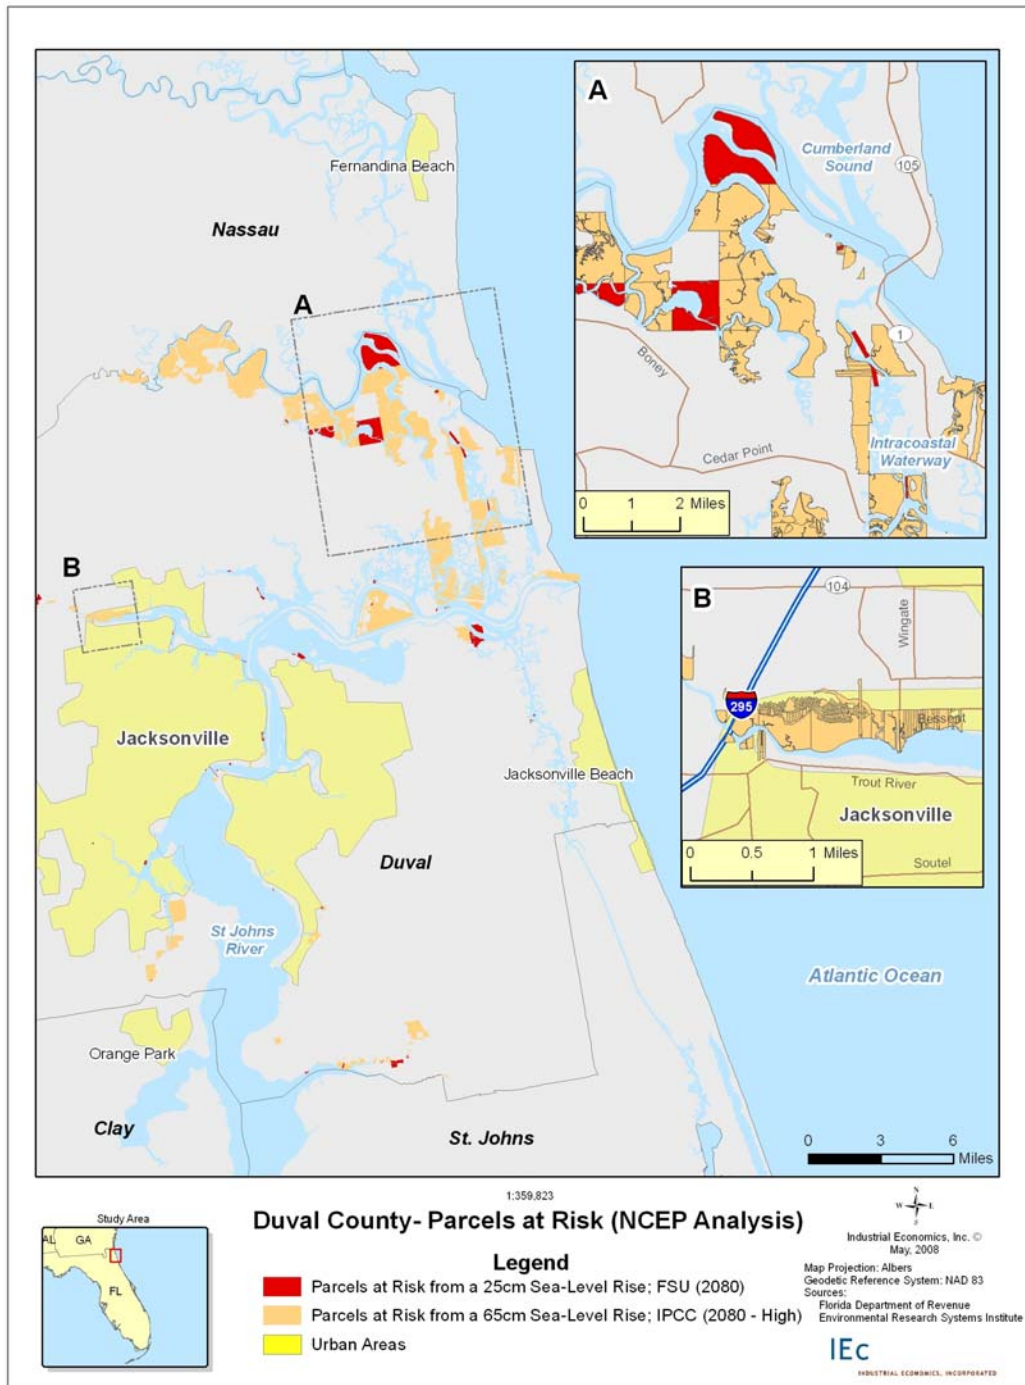 A
Cumberland
Sound
105
Boney
1
Cedar Point
Intracoastal
Waterway
0 1 2 Miles
Fernandina Beach
Nassau
A
B
B
104
Wingate
295
Bessent
Trout River
Jacksonville
0 0.5 1 Miles
Soutel
Jacksonville
Jacksonville Beach
Duval
St Johns
River
Atlantic Ocean
Orange Park
Clay
St. Johns
0 3 6
Miles
1:359,823
Study Area
AL GA
FL
Duval County- Parcels at Risk (NCEP Analysis)
Legend
Parcels at Risk from a 25cm Sea-Level Rise; FSU (2080)
Parcels at Risk from a 65cm Sea-Level Rise; IPCC (2080 - High)
Urban Areas
N
W E
S
Industrial Economics, Inc. ©
May, 2008
Map Projection: Albers
Geodetic Reference System: NAD 83
Sources:
Florida Department of Revenue
Environmental Research Systems Institute
IEc
INDUSTRIAL ECONOMICS, INCORPORATED